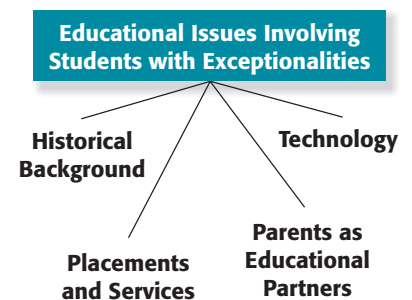 Educational Issues Involving
Students with Exceptionalities
Historical
Background
Technology
Placements
and Services
Parents as
Educational
Partners